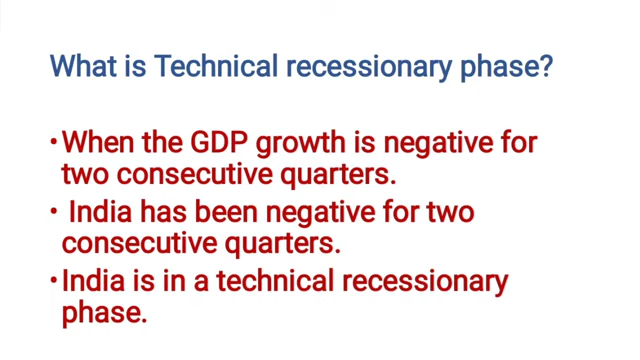 What is Technical recessionary phase?
•When the GDP growth is negative for
two consecutive quarters.
• India has been negative for two
consecutive quarters.
•India is in a technical recessionary
phase.